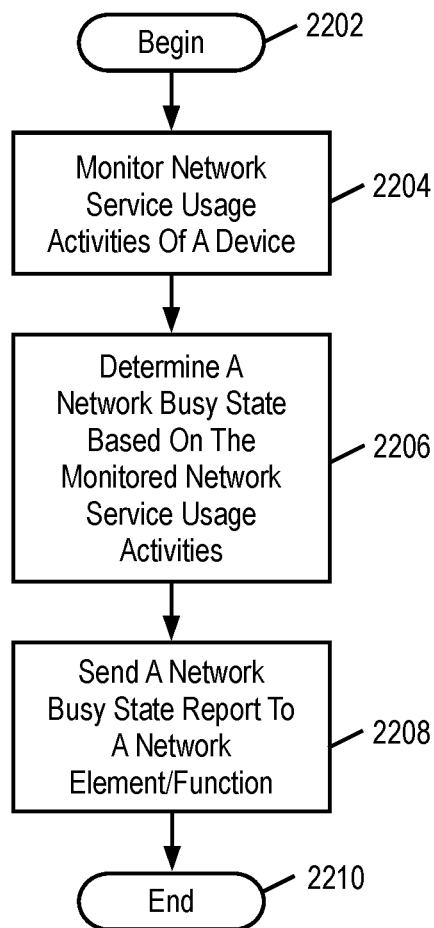 Begin
2202
Monitor Network
Service Usage
Activities Of A Device
2204
Determine A
Network Busy State
Based On The
Monitored Network
Service Usage
Activities
2206
Send A Network
Busy State Report To
A Network
Element/Function
2208
End
2210